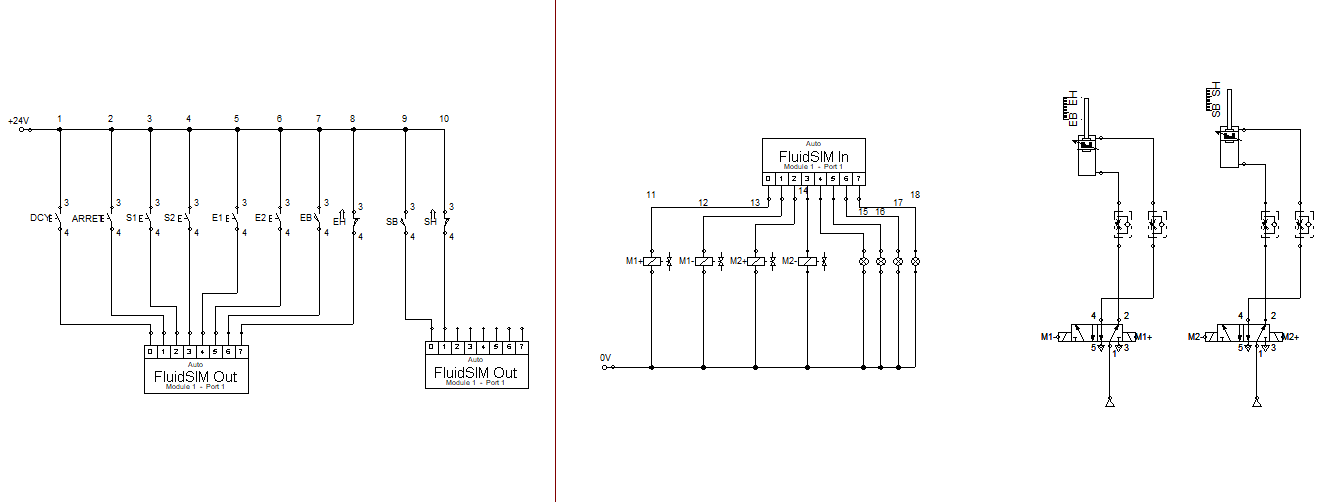 +24V 1 2 3 4 5 6 7 8 9 10
3 3 3 3 3 3 3 3 3 3
DCY ARRET S1 S2 E1 E2 EB EH SB SH
4 4 4 4 4 4 4 4 4 4
0 1 2 3 4 5 6 7
Auto
FluidSIM Out
Module 1 - Port 1
0 1 2 3 4 5 6 7
Auto
FluidSIM Out
Module 1 - Port 1
Auto
FluidSIM In
Module 1 - Port 1
0 1 2 3 4 5 6 7
11 12 13 14 15 16 17 18
M1+ M1- M2+ M2-
0V
EB EH
4 2
M1- M1+
5 1 3
SB SH
4 2
M2- M2+
5 1 3